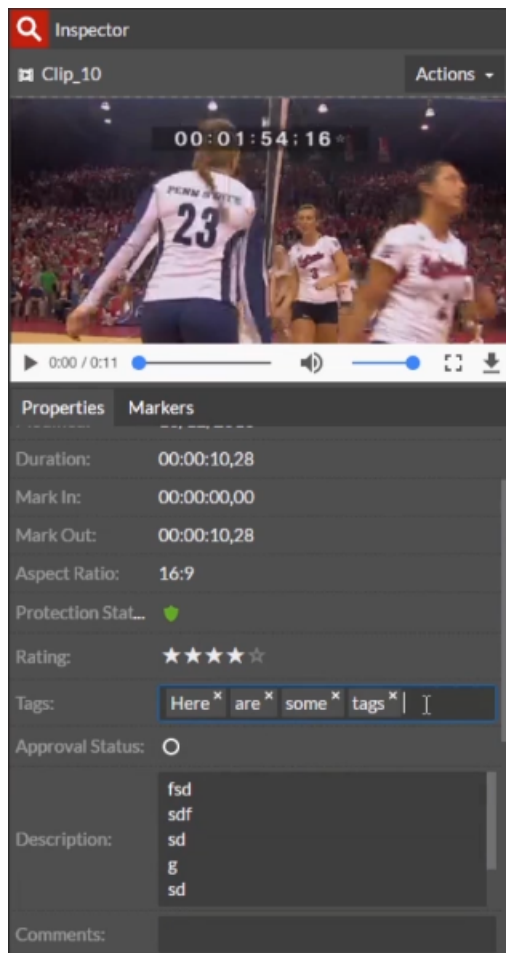 Inspector
Clip_10 Actions
00:01:54:16
PENN STATE
23
3
0:00 / 0:11
Properties Markers
Duration: 00:00:10,28
Mark In: 00:00:00,00
Mark Out: 00:00:10,28
Aspect Ratio: 16:9
Protection Stat...
Rating:
Tags: Here × are × some × tags ×
Approval Status:
Description:
fsd
sdf
sd
g
sd
Comments: